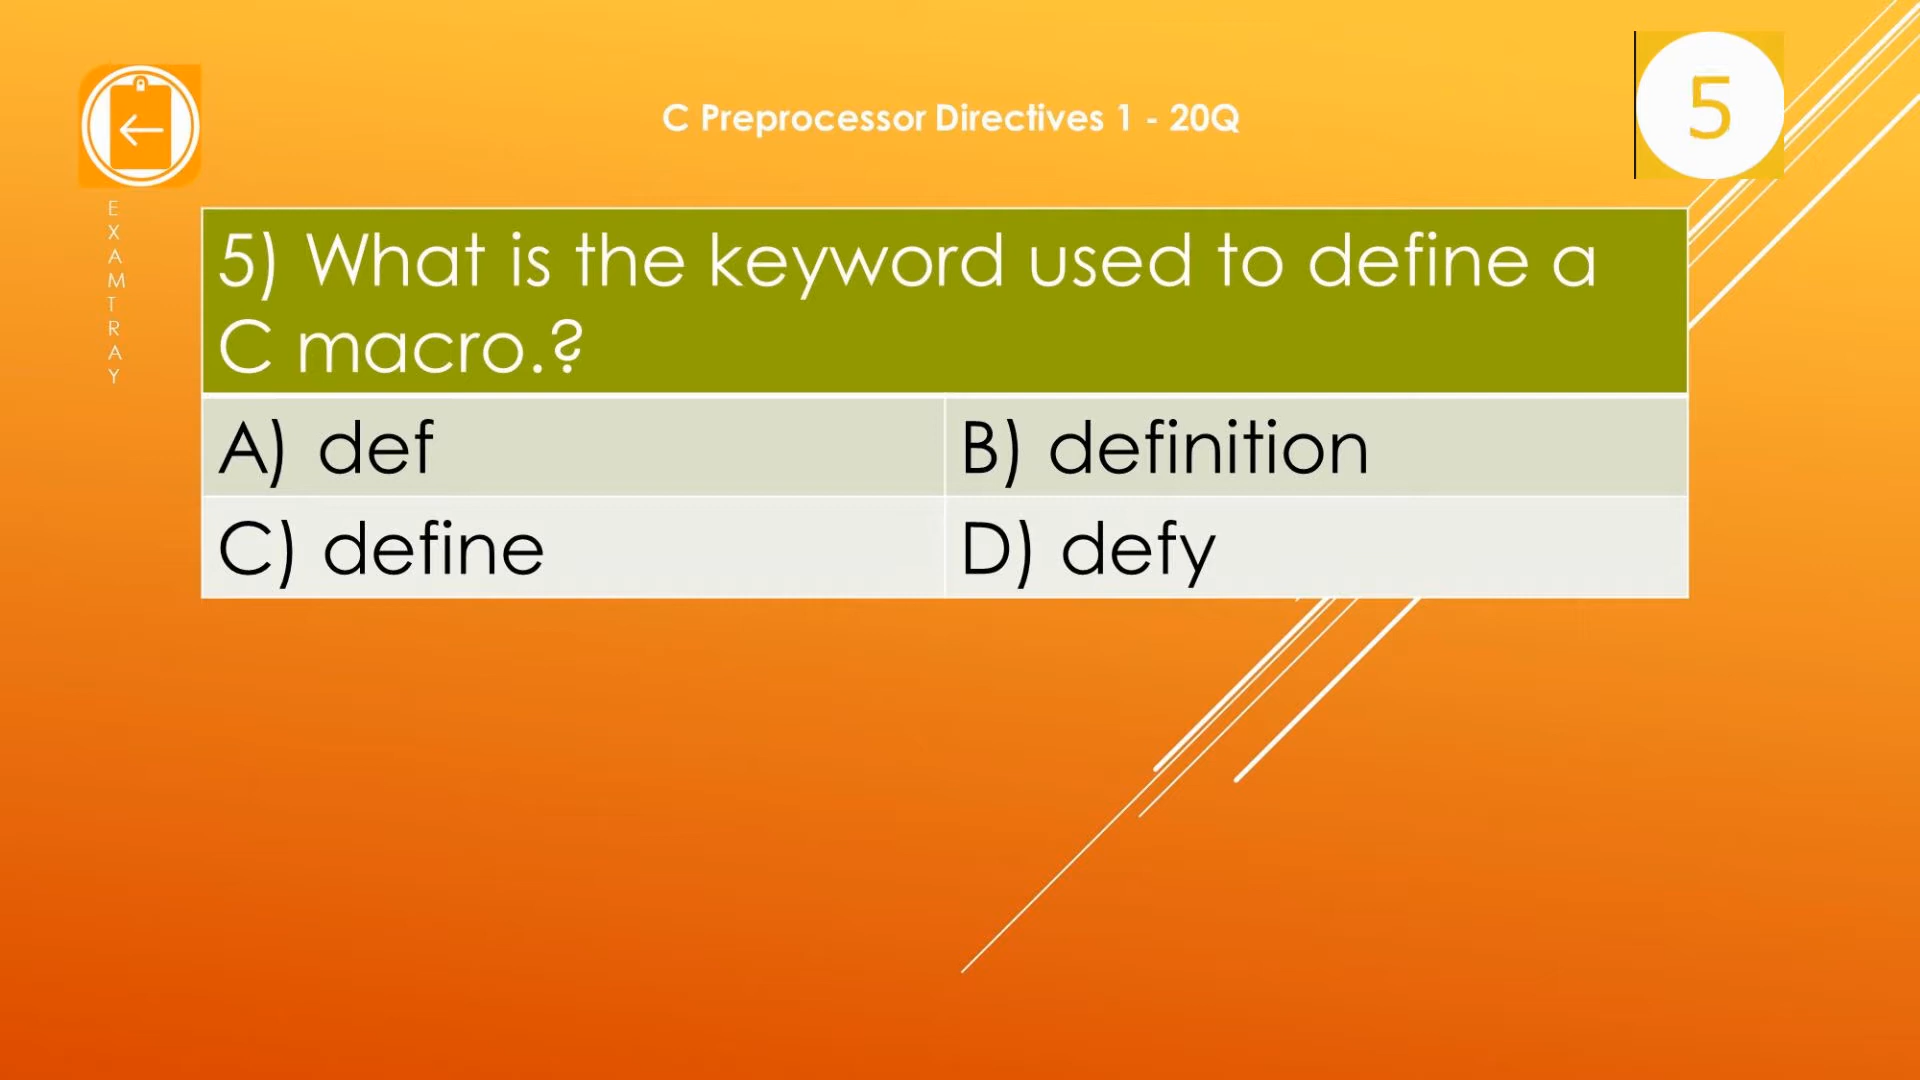 C Preprocessor Directives 1 - 20Q
5
EXAMTRAY
5) What is the keyword used to define a
C macro.?
A) def
B) definition
C) define
D) defy